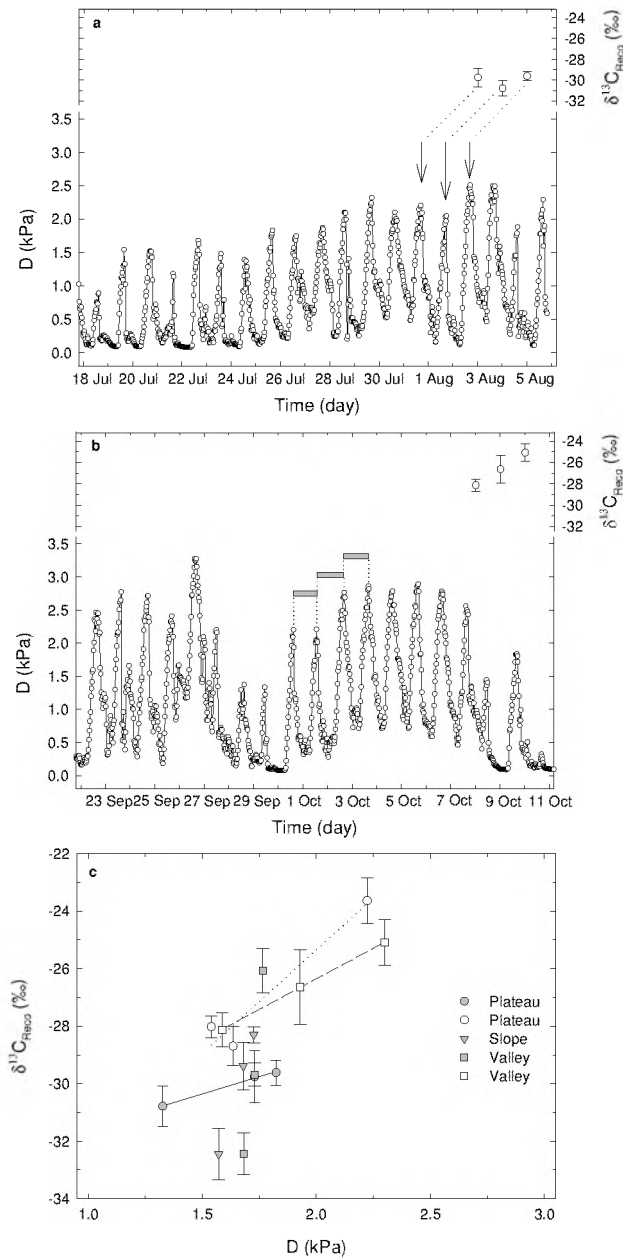 a
-24
-26
-28
-30
-32
δ¹³C_Reco (‰)
3.5
3.0
2.5
2.0
1.5
1.0
0.5
0.0
D (kPa)
18 Jul 20 Jul 22 Jul 24 Jul 26 Jul 28 Jul 30 Jul 1 Aug 3 Aug 5 Aug
Time (day)
b
-24
-26
-28
-30
-32
δ¹³C_Reco (‰)
3.5
3.0
2.5
2.0
1.5
1.0
0.5
0.0
D (kPa)
23 Sep 25 Sep 27 Sep 29 Sep 1 Oct 3 Oct 5 Oct 7 Oct 9 Oct 11 Oct
Time (day)
c
-22
-24
-26
-28
-30
-32
-34
δ¹³C_Reco (‰)
Plateau
Plateau
Slope
Valley
Valley
1.0 1.5 2.0 2.5 3.0
D (kPa)